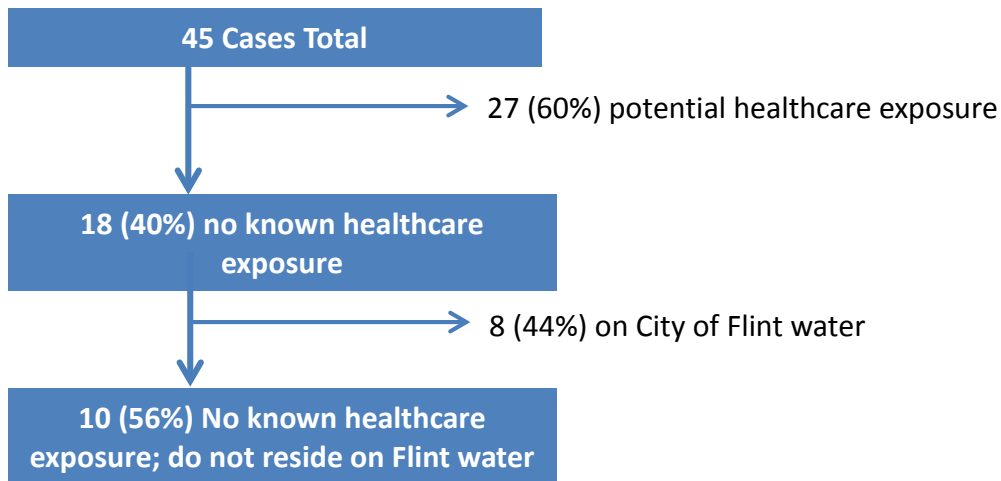 45 Cases Total
27 (60%) potential healthcare exposure
18 (40%) no known healthcare
exposure
8 (44%) on City of Flint water
10 (56%) No known healthcare
exposure; do not reside on Flint water